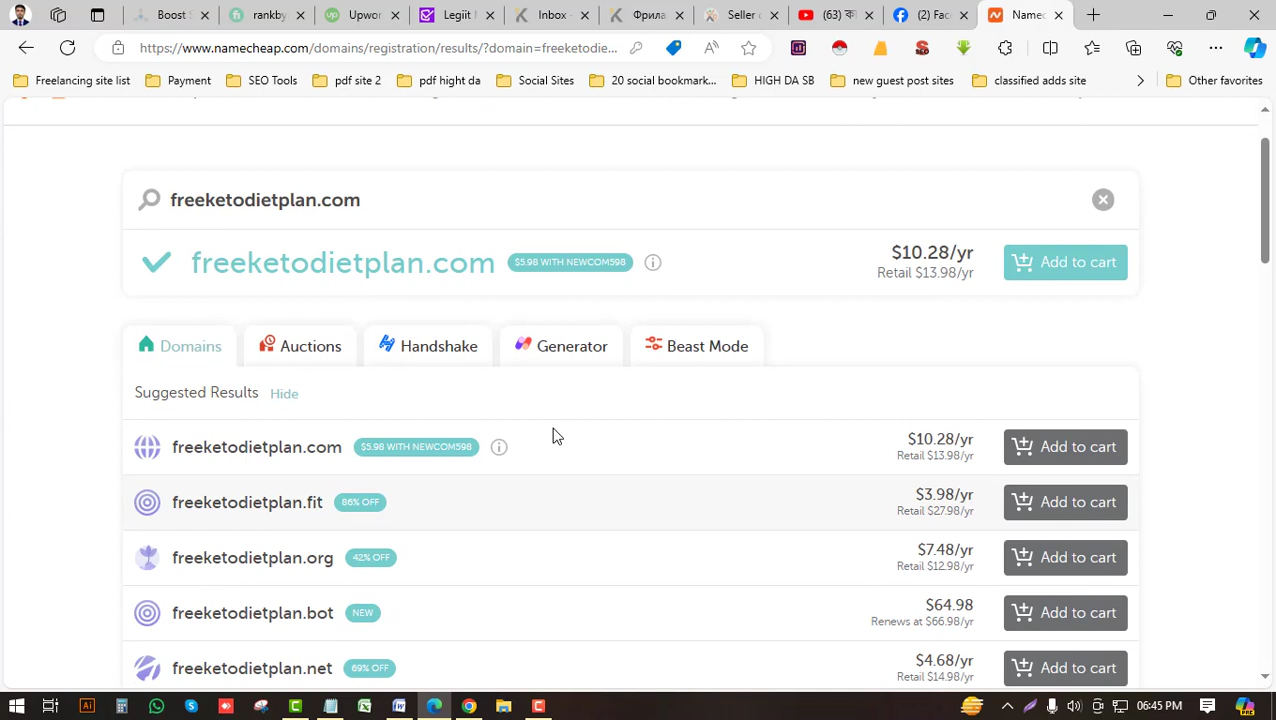 Boost
rankb
Upwor
Legiit
Inbox
Фрила
Seller
(63)
(2) Fac
Namec
https://www.namecheap.com/domains/registration/results/?domain=freeketodie...
Freelancing site list
Payment
SEO Tools
pdf site 2
pdf hight da
Social Sites
20 social bookmark...
HIGH DA SB
new guest post sites
classified adds site
Other favorites
freeketodietplan.com
freeketodietplan.com $5.98 WITH NEWCOM598 $10.28/yr Add to cart
Retail $13.98/yr
Domains Auctions Handshake Generator Beast Mode
Suggested Results Hide
freeketodietplan.com $5.98 WITH NEWCOM598 $10.28/yr Add to cart
Retail $13.98/yr
freeketodietplan.fit 86% OFF $3.98/yr Add to cart
Retail $27.98/yr
freeketodietplan.org 42% OFF $7.48/yr Add to cart
Retail $12.98/yr
freeketodietplan.bot NEW $64.98 Add to cart
Renews at $66.98/yr
freeketodietplan.net 69% OFF $4.68/yr Add to cart
Retail $14.98/yr
06:45 PM